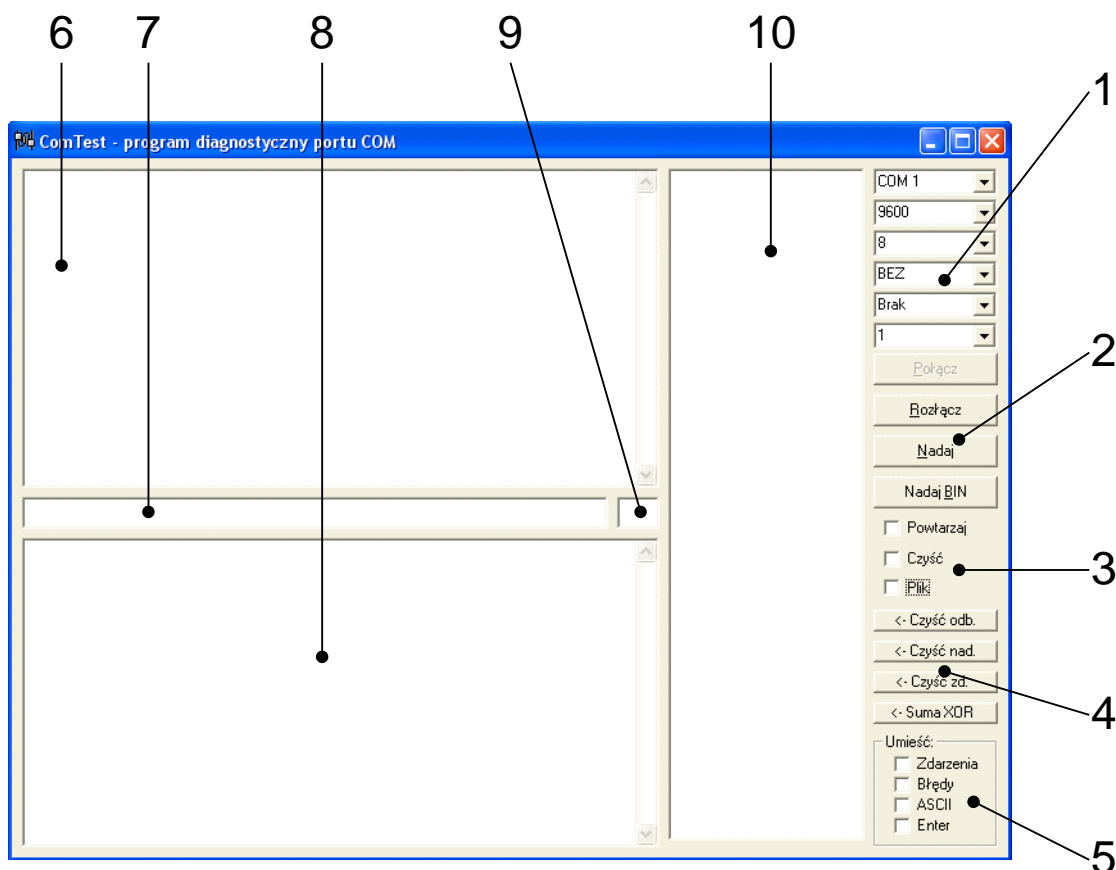 6 7 8 9 10
1
ComTest - program diagnostyczny portu COM
COM 1
9600
8
BEZ
Brak
1
Połącz
2
Rozłącz
Nadaj
Nadaj BIN
Powtarzaj
Czyść
3
Plik
<- Czyść odb.
<- Czyść nad.
<- Czyść zd.
4
<- Suma XOR
Umieść:
Zdarzenia
Błędy
ASCII
Enter
5